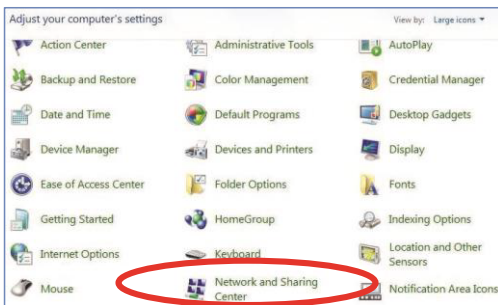 Adjust your computer's settings View by: Large icons
Action Center Administrative Tools AutoPlay
Backup and Restore Color Management Credential Manager
Date and Time Default Programs Desktop Gadgets
Device Manager Devices and Printers Display
Ease of Access Center Folder Options Fonts
Getting Started HomeGroup Indexing Options
Internet Options Keyboard Location and Other
Sensors
Mouse Network and Sharing Notification Area Icons
Center